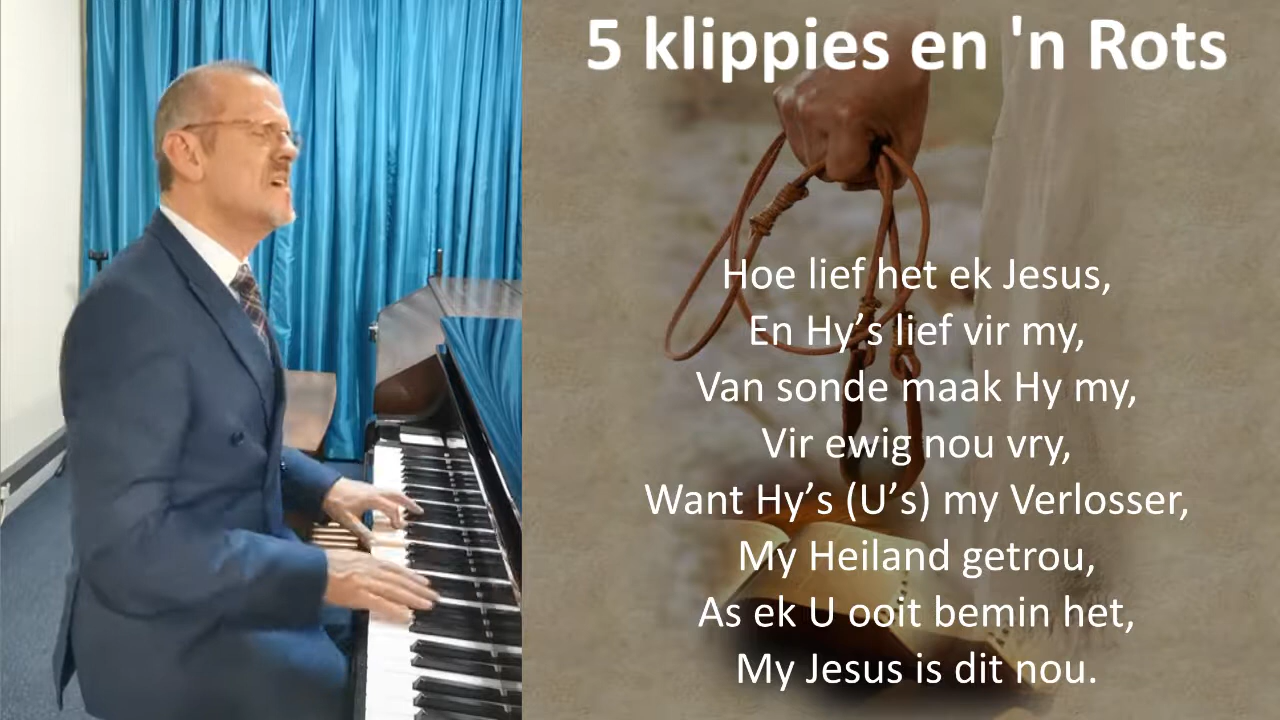 5 klippies en 'n Rots
Hoe lief het ek Jesus,
En Hy’s lief vir my,
Van sonde maak Hy my,
Vir ewig nou vry,
Want Hy’s (U’s) my Verlosser,
My Heiland getrou,
As ek U ooit bemin het,
My Jesus is dit nou.